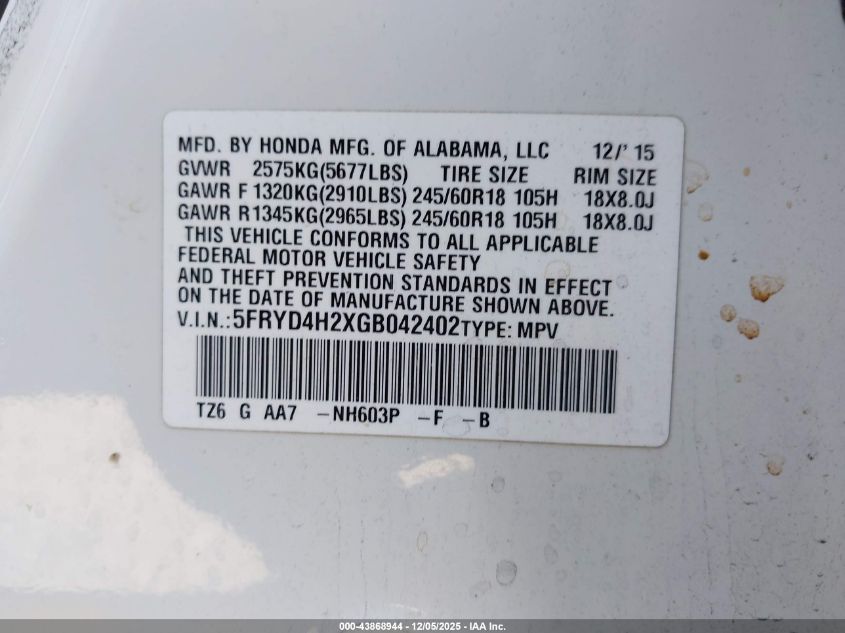 MFD. BY HONDA MFG. OF ALABAMA, LLC 12/' 15
GVWR 2575KG(5677LBS) TIRE SIZE RIM SIZE
GAWR F 1320KG(2910LBS) 245/60R18 105H 18X8.0J
GAWR R1345KG(2965LBS) 245/60R18 105H 18X8.0J
THIS VEHICLE CONFORMS TO ALL APPLICABLE
FEDERAL MOTOR VEHICLE SAFETY
AND THEFT PREVENTION STANDARDS IN EFFECT
ON THE DATE OF MANUFACTURE SHOWN ABOVE.
V.I.N.:5FRYD4H2XGB042402TYPE: MPV
TZ6 G AA7 -NH603P -F -B
000-43868944 - 12/05/2025 - IAA Inc.